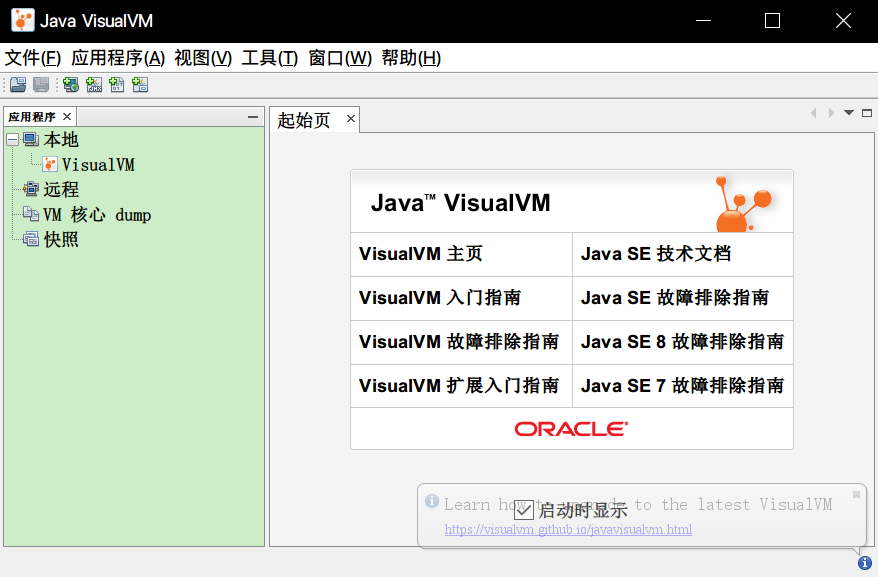 Java VisualVM
文件(F) 应用程序(A) 视图(V) 工具(T) 窗口(W) 帮助(H)
应用程序
本地
VisualVM
远程
VM 核心 dump
快照
起始页
Java™ VisualVM
VisualVM 主页 Java SE 技术文档
VisualVM 入门指南 Java SE 故障排除指南
VisualVM 故障排除指南 Java SE 8 故障排除指南
VisualVM 扩展入门指南 Java SE 7 故障排除指南
ORACLE
Learn how to upgrade to the latest VisualVM
启动时显示
https://visualvm.github.io/javavisualvm.html